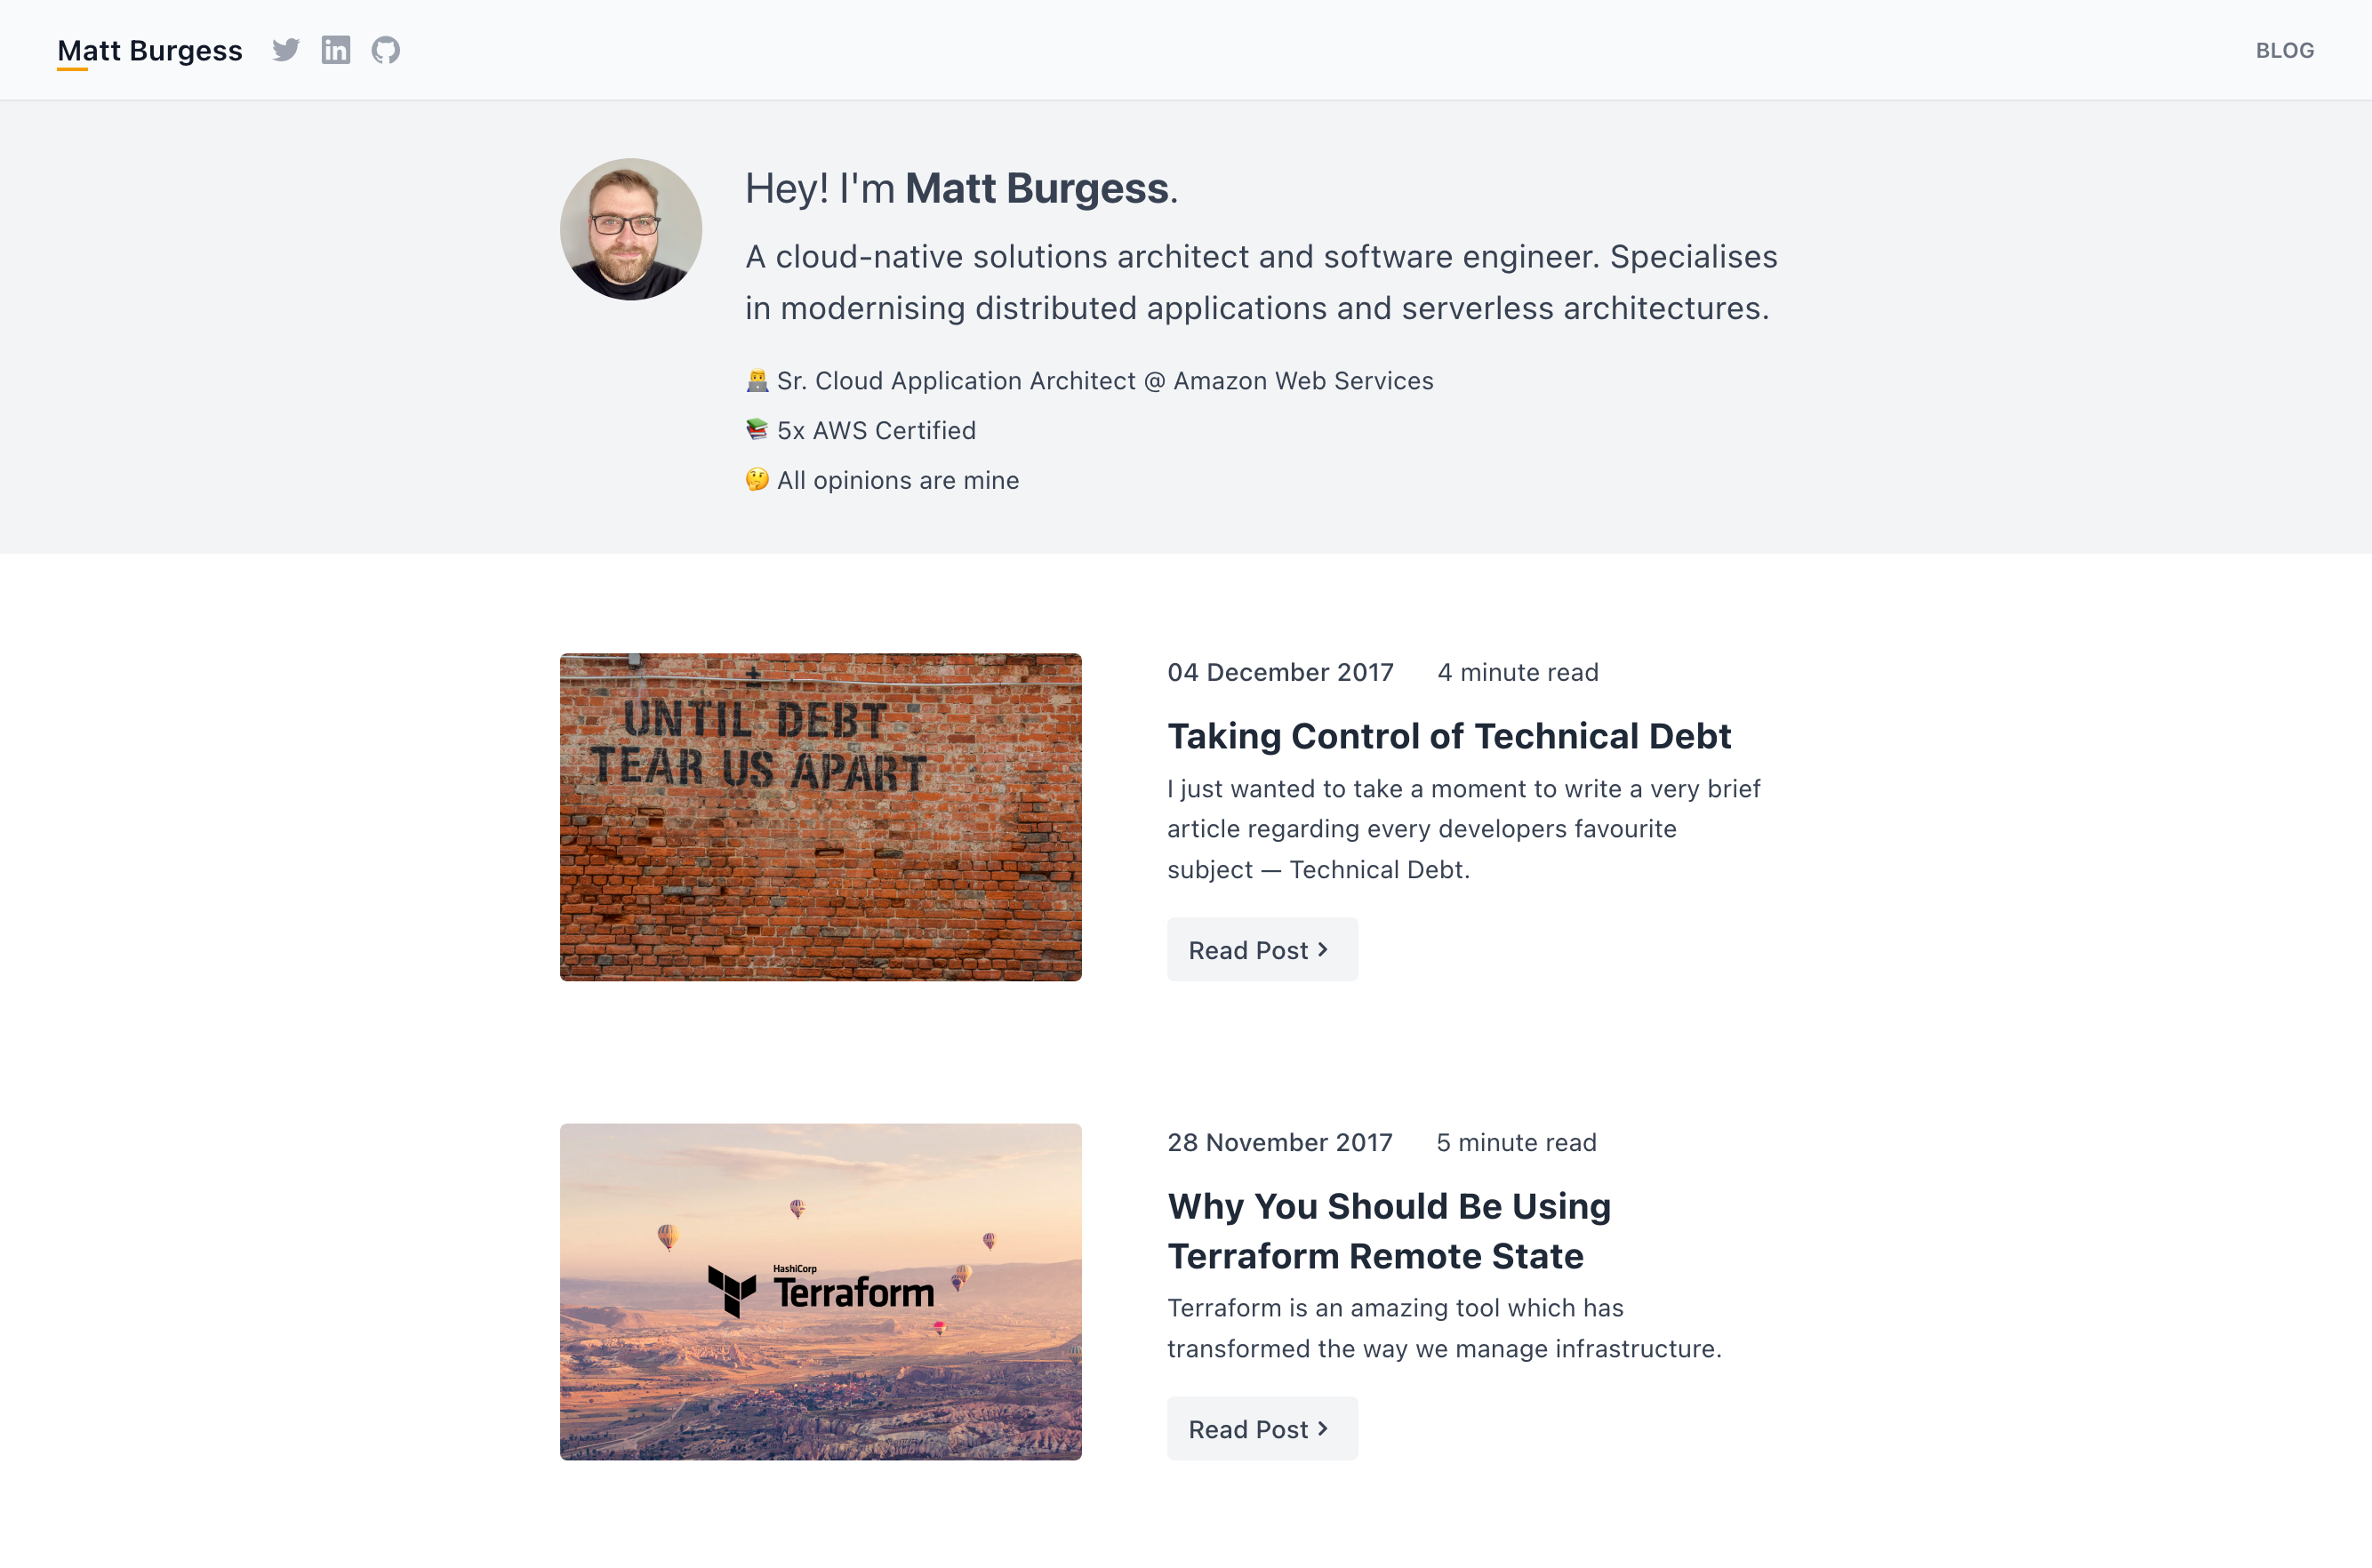 Matt Burgess
BLOG
Hey! I'm Matt Burgess.
A cloud-native solutions architect and software engineer. Specialises
in modernising distributed applications and serverless architectures.
Sr. Cloud Application Architect @ Amazon Web Services
5x AWS Certified
All opinions are mine
UNTIL DEBT
TEAR US APART
04 December 2017 4 minute read
Taking Control of Technical Debt
I just wanted to take a moment to write a very brief
article regarding every developers favourite
subject — Technical Debt.
Read Post
HashiCorp
Terraform
28 November 2017 5 minute read
Why You Should Be Using
Terraform Remote State
Terraform is an amazing tool which has
transformed the way we manage infrastructure.
Read Post